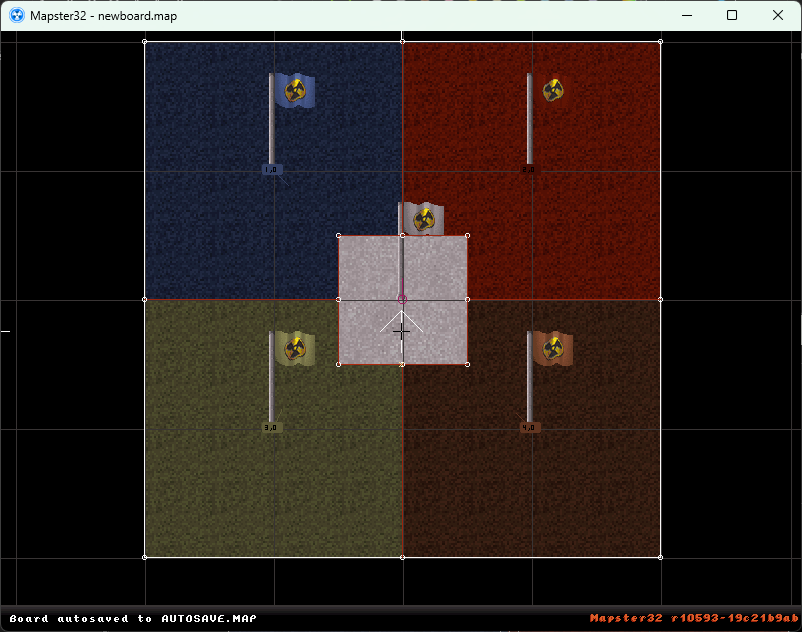 Mapster32 - newboard.map
1,0
3,0
4,0
Board autosaved to AUTOSAVE.MAP
Mapster32 r10593-19c21b9ab